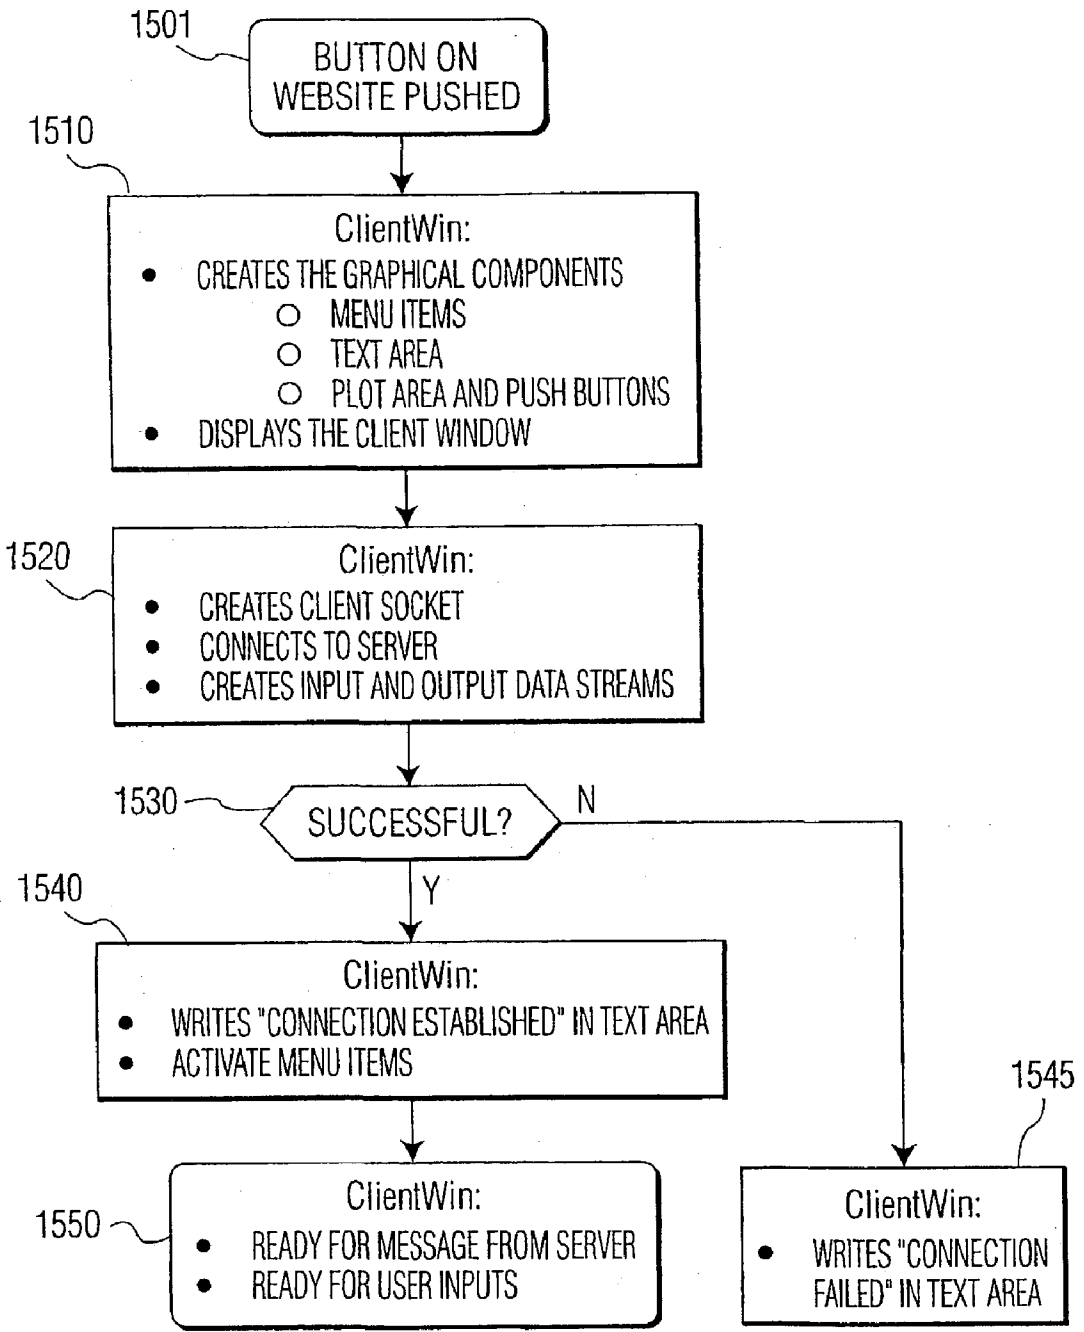 1501
BUTTON ON
WEBSITE PUSHED
1510
ClientWin:
• CREATES THE GRAPHICAL COMPONENTS
○ MENU ITEMS
○ TEXT AREA
○ PLOT AREA AND PUSH BUTTONS
• DISPLAYS THE CLIENT WINDOW
1520
ClientWin:
• CREATES CLIENT SOCKET
• CONNECTS TO SERVER
• CREATES INPUT AND OUTPUT DATA STREAMS
1530
SUCCESSFUL?
N
Y
1540
ClientWin:
• WRITES "CONNECTION ESTABLISHED" IN TEXT AREA
• ACTIVATE MENU ITEMS
1550
ClientWin:
• READY FOR MESSAGE FROM SERVER
• READY FOR USER INPUTS
1545
ClientWin:
• WRITES "CONNECTION
FAILED" IN TEXT AREA